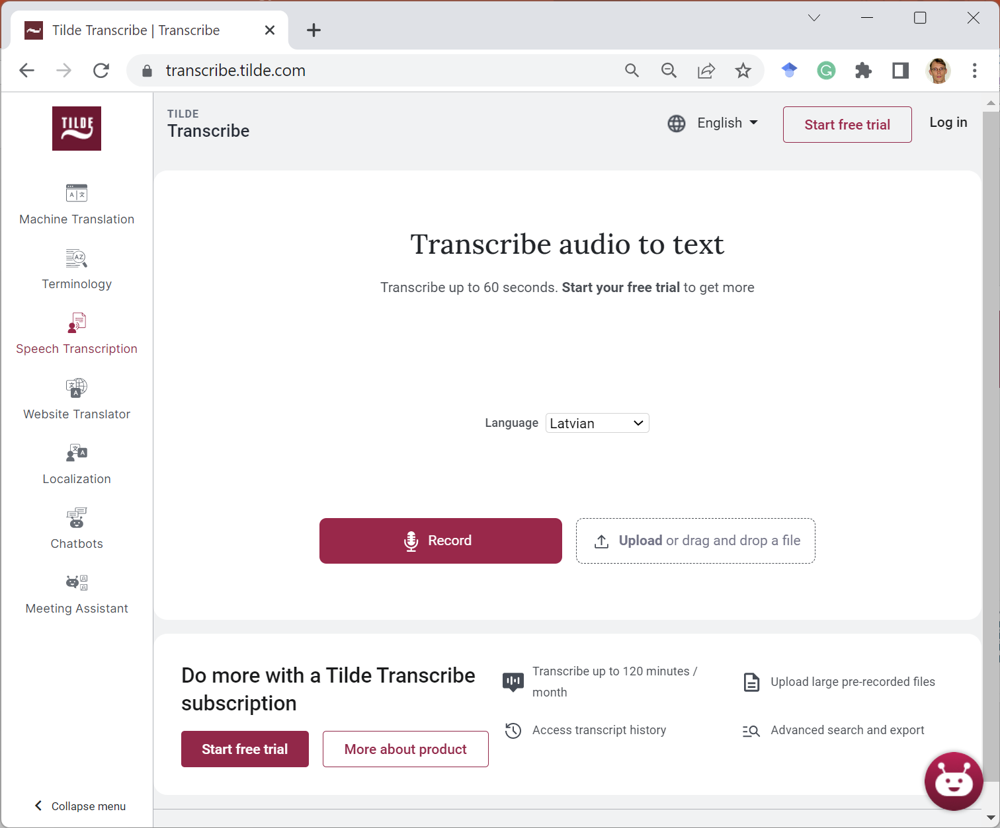 Tilde Transcribe | Transcribe
transcribe.tilde.com
TILDE
Machine Translation
Terminology
Speech Transcription
Website Translator
Localization
Chatbots
Meeting Assistant
Collapse menu
TILDE
Transcribe
English
Start free trial
Log in
Transcribe audio to text
Transcribe up to 60 seconds. Start your free trial to get more
Language Latvian
Record
Upload or drag and drop a file
Do more with a Tilde Transcribe
subscription
Start free trial
More about product
Transcribe up to 120 minutes /
month
Upload large pre-recorded files
Access transcript history
Advanced search and export